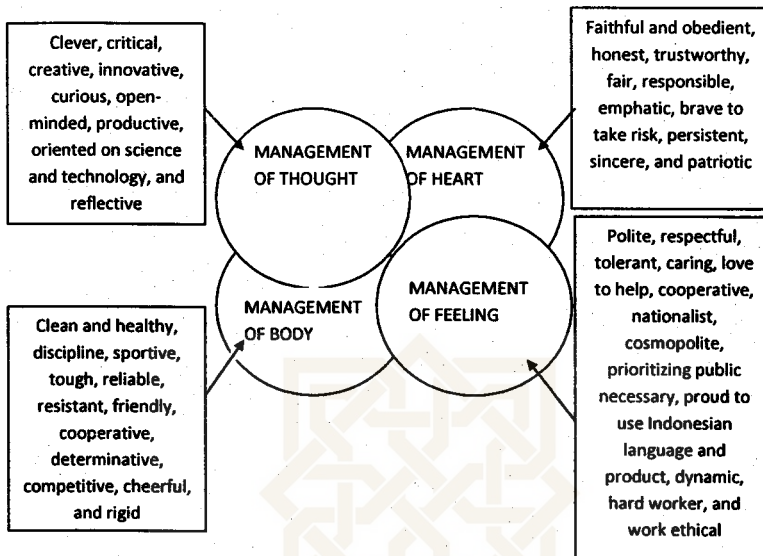 Clever, critical,
creative, innovative,
curious, open-
minded, productive,
oriented on science
and technology, and
reflective
Faithful and obedient,
honest, trustworthy,
fair, responsible,
emphatic, brave to
take risk, persistent,
sincere, and patriotic
MANAGEMENT
OF THOUGHT
MANAGEMENT
OF HEART
MANAGEMENT
OF BODY
MANAGEMENT
OF FEELING
Clean and healthy,
discipline, sportive,
tough, reliable,
resistant, friendly,
cooperative,
determinative,
competitive, cheerful,
and rigid
Polite, respectful,
tolerant, caring, love
to help, cooperative,
nationalist,
cosmopolite,
prioritizing public
necessary, proud to
use Indonesian
language and
product, dynamic,
hard worker, and
work ethical